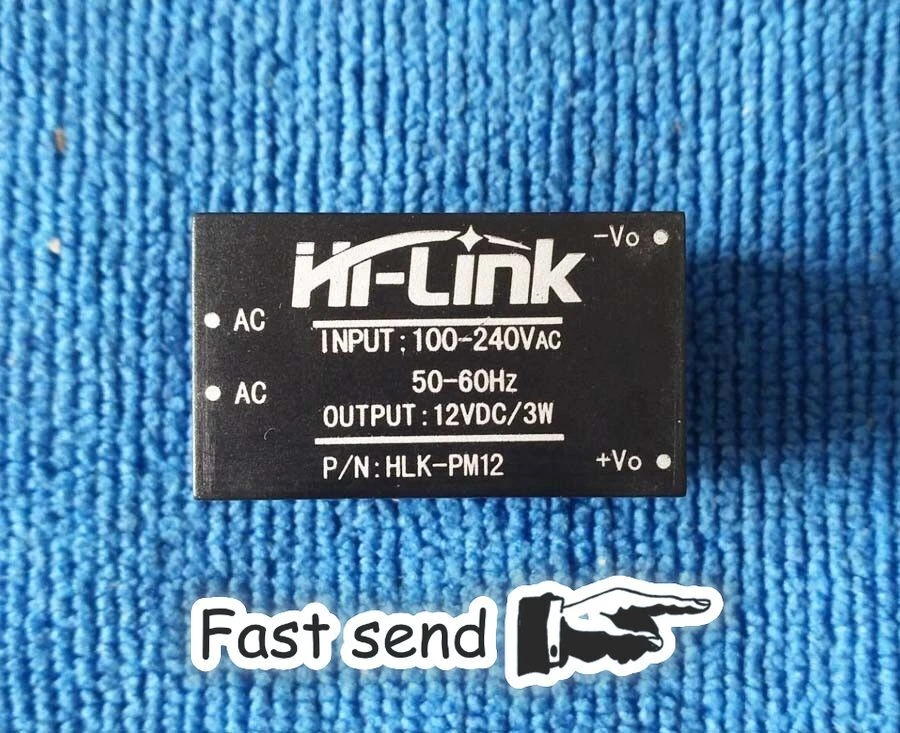 Hi-Link
-Vo
AC
INPUT:100-240VAC
AC
50-60Hz
OUTPUT:12VDC/3W
P/N:HLK-PM12
+Vo
Fast send